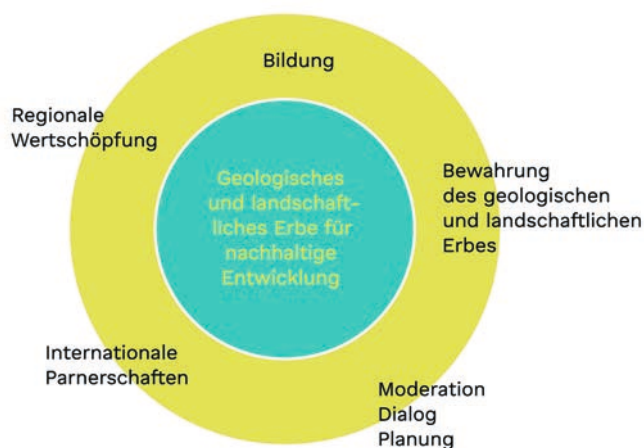 Bildung
Regionale
Wertschöpfung
Geologisches
und landschaft-
liches Erbe für
nachhaltige
Entwicklung
Bewahrung
des geologischen
und landschaftlichen
Erbes
Internationale
Parnerschaften
Moderation
Dialog
Planung